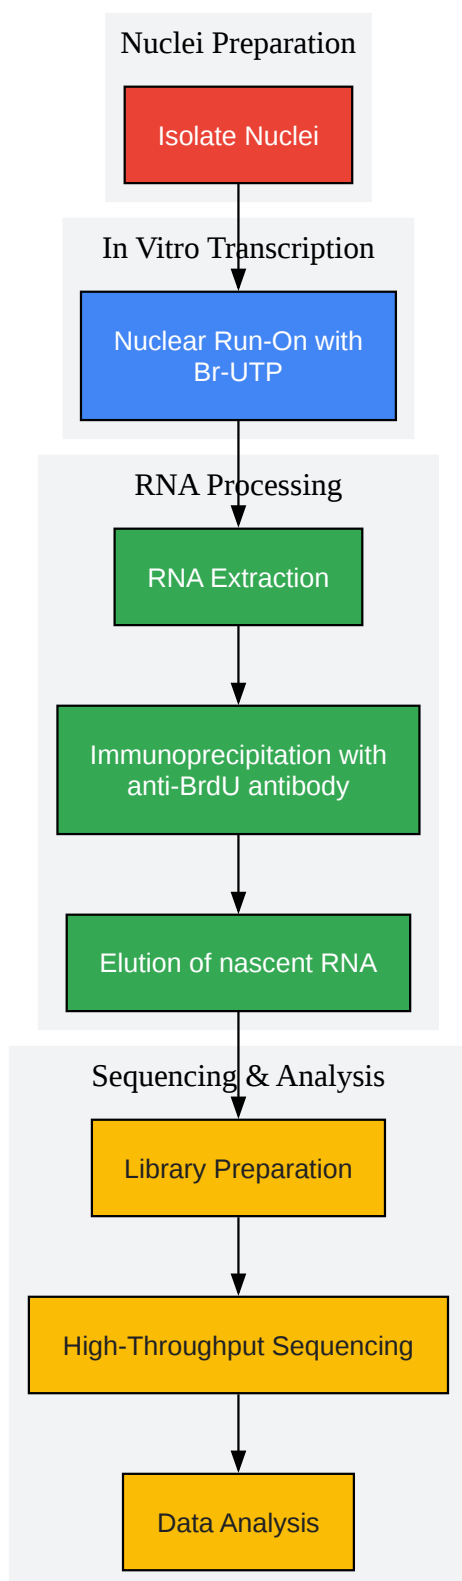 Nuclei Preparation
Isolate Nuclei
In Vitro Transcription
Nuclear Run-On with
Br-UTP
RNA Processing
RNA Extraction
Immunoprecipitation with
anti-BrdU antibody
Elution of nascent RNA
Sequencing & Analysis
Library Preparation
High-Throughput Sequencing
Data Analysis